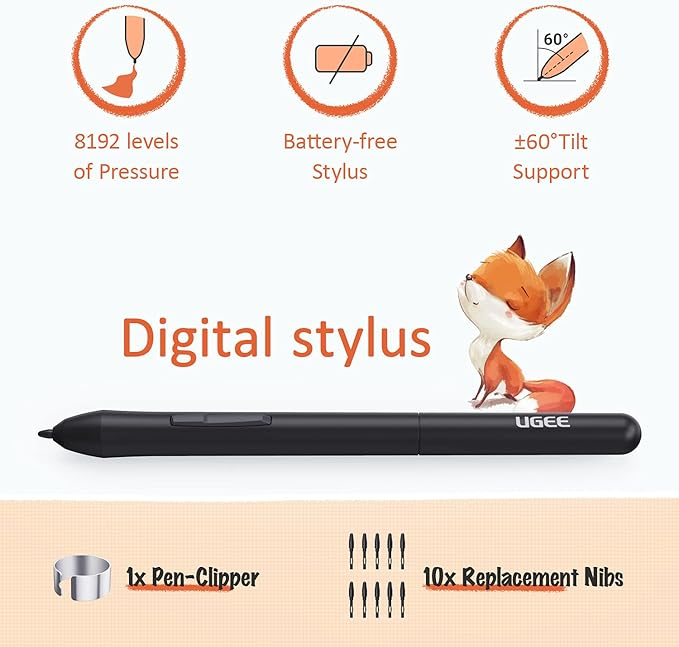 60°
8192 levels
of Pressure
Battery-free
Stylus
±60°Tilt
Support
Digital stylus
UGEE
1x Pen-Clipper
10x Replacement Nibs